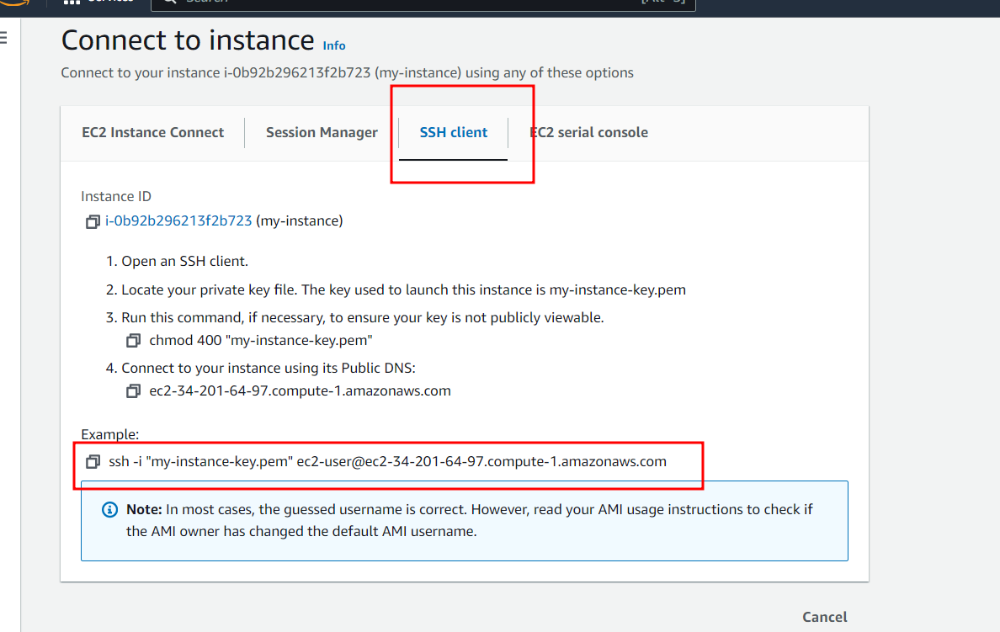 Connect to instance Info
Connect to your instance i-0b92b296213f2b723 (my-instance) using any of these options
EC2 Instance Connect
Session Manager
SSH client
EC2 serial console
Instance ID
i-0b92b296213f2b723 (my-instance)
1. Open an SSH client.
2. Locate your private key file. The key used to launch this instance is my-instance-key.pem
3. Run this command, if necessary, to ensure your key is not publicly viewable.
chmod 400 "my-instance-key.pem"
4. Connect to your instance using its Public DNS:
ec2-34-201-64-97.compute-1.amazonaws.com
Example:
ssh -i "my-instance-key.pem" ec2-user@ec2-34-201-64-97.compute-1.amazonaws.com
Note: In most cases, the guessed username is correct. However, read your AMI usage instructions to check if
the AMI owner has changed the default AMI username.
Cancel